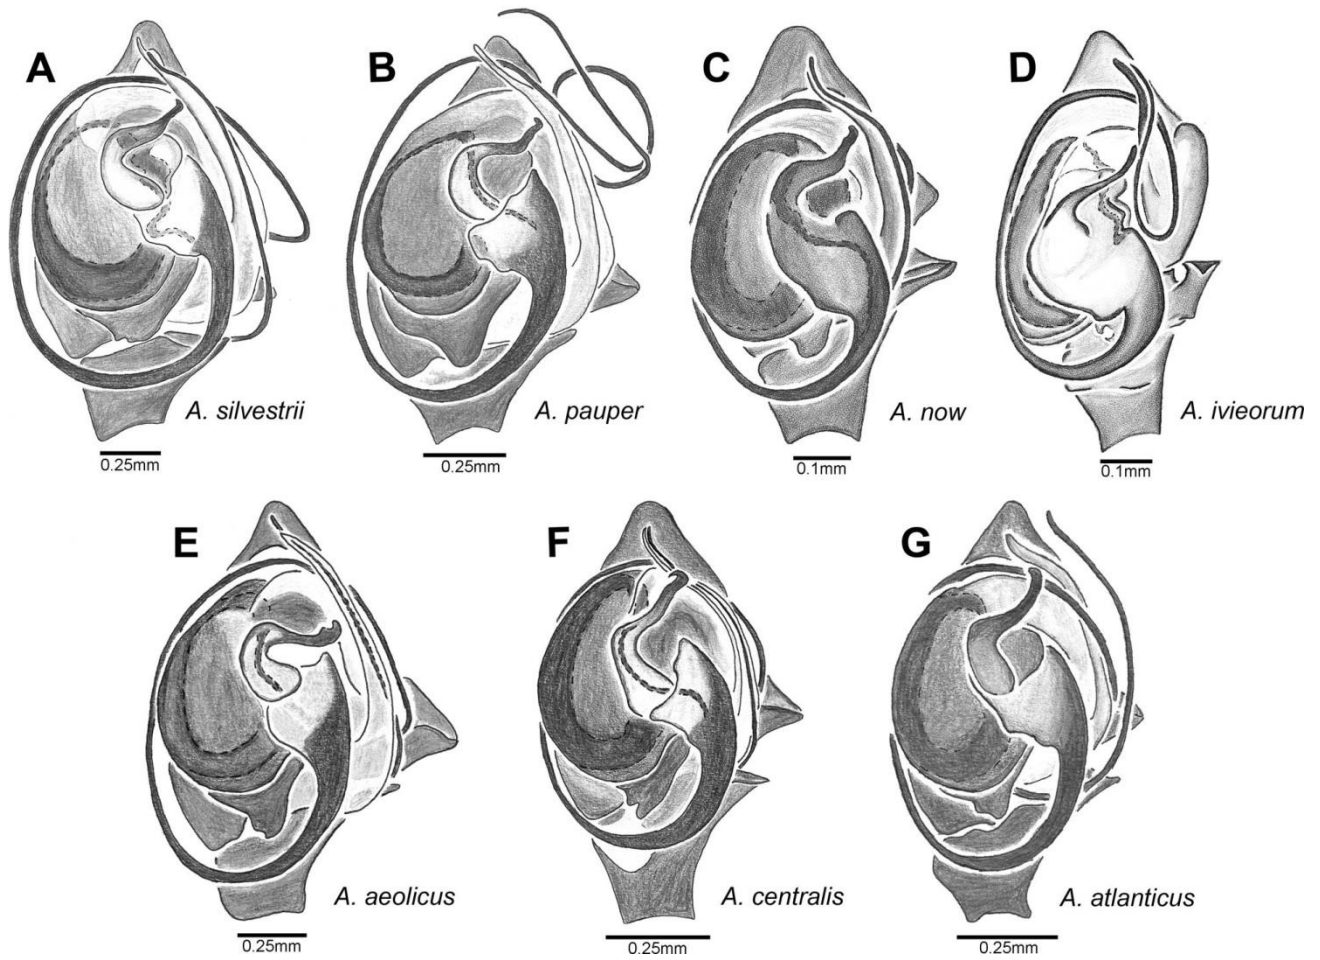 A
B
C
D
A. silvestrii
A. pauper
A. now
A. ivieorum
0.25mm
0.25mm
0.1mm
0.1mm
E
F
G
A. aeolicus
A. centralis
A. atlanticus
0.25mm
0.25mm
0.25mm